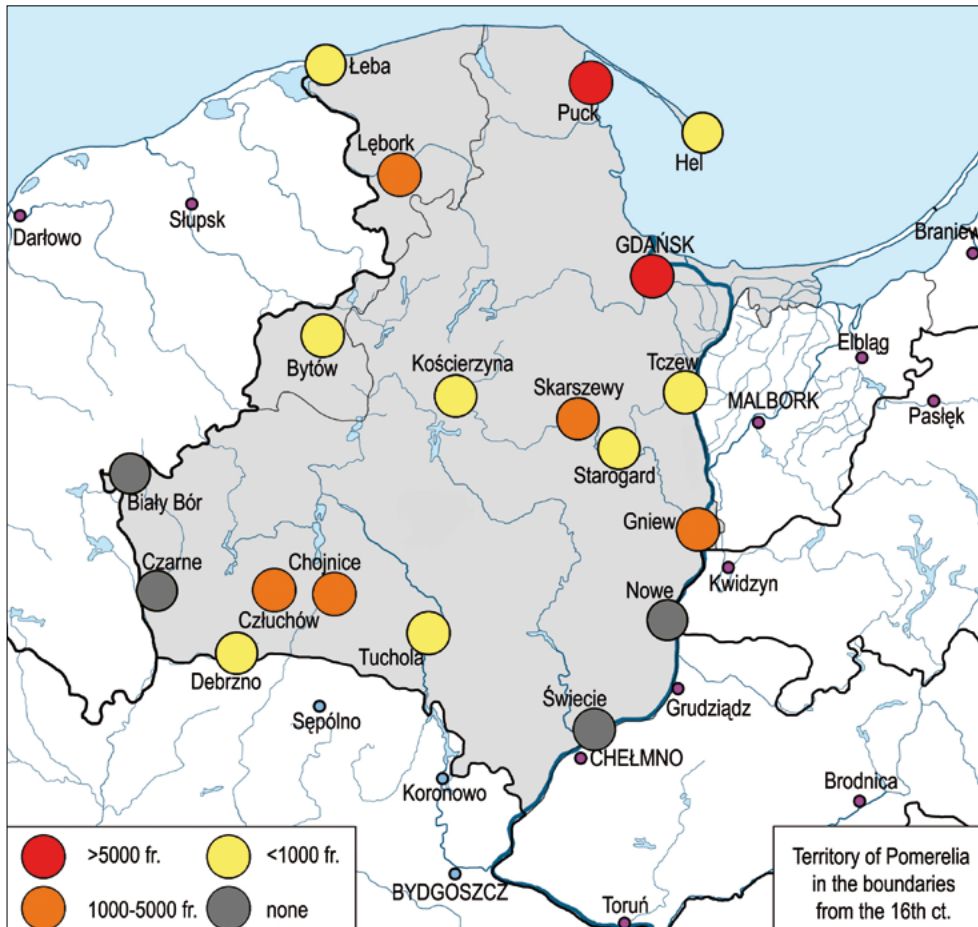 Łeba
Puck
Hel
Lębork
Słupsk
Darłowo
GDAŃSK
Braniew
Bytów
Kościerzyna
Skarszewy
Tczew
Elbląg
MALBORK
Pasłęk
Starogard
Biały Bór
Gniew
Czarne
Chojnice
Człuchów
Kwidzyn
Nowe
Debrzno
Tuchola
Sępólno
Świecie
Grudziądz
CHEŁMNO
Koronowo
Brodnica
BYDGOSZCZ
Toruń
>5000 fr.
<1000 fr.
1000-5000 fr.
none
Territory of Pomerelia
in the boundaries
from the 16th ct.